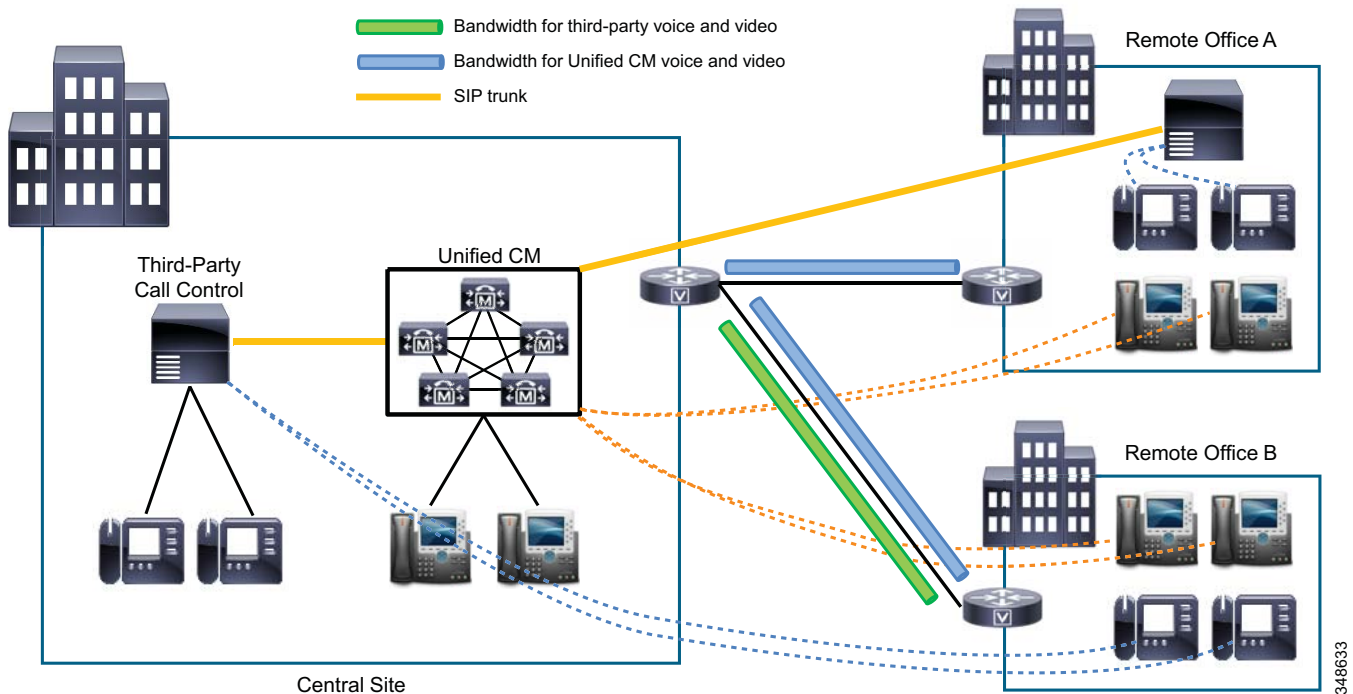 Bandwidth for third-party voice and video
Bandwidth for Unified CM voice and video
SIP trunk
Remote Office A
Third-Party
Call Control
Unified CM
M
M
M
M
M
V
V
Remote Office B
V
Central Site
348633